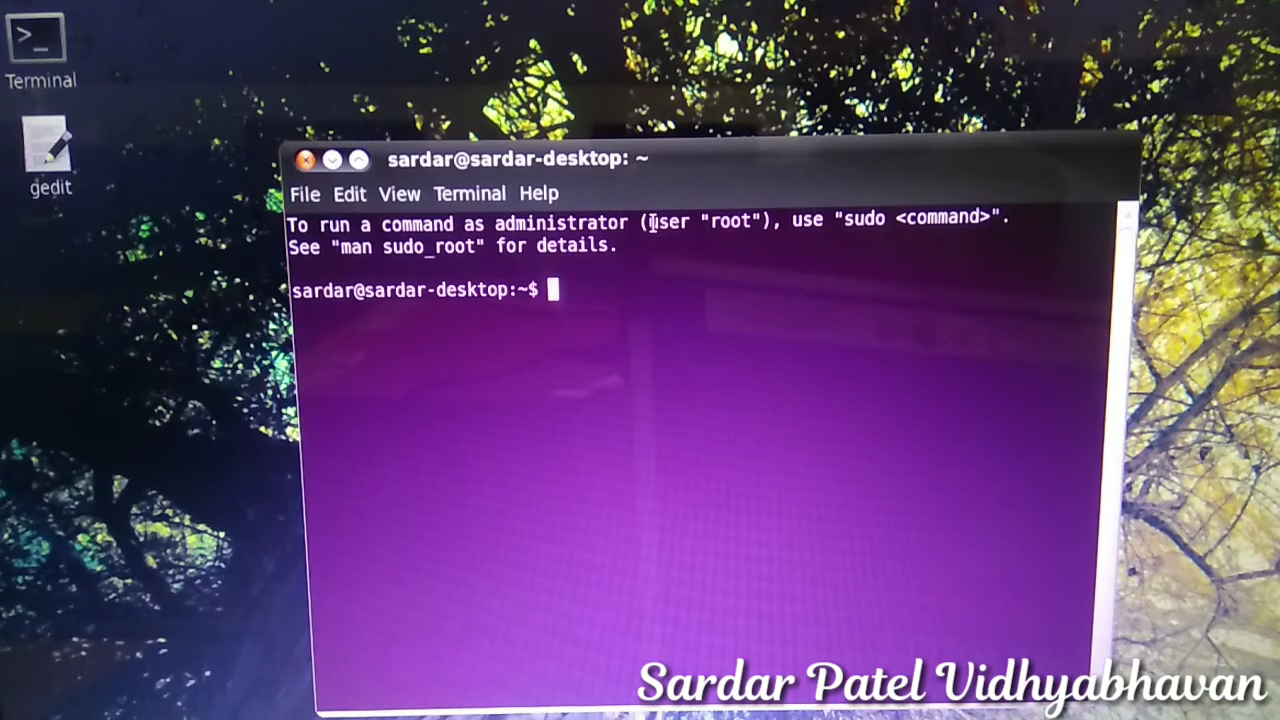 Terminal
gedit
sardar@sardar-desktop: ~
File Edit View Terminal Help
To run a command as administrator (user "root"), use "sudo <command>".
See "man sudo_root" for details.
sardar@sardar-desktop:~$
Sardar Patel Vidhyabhavan